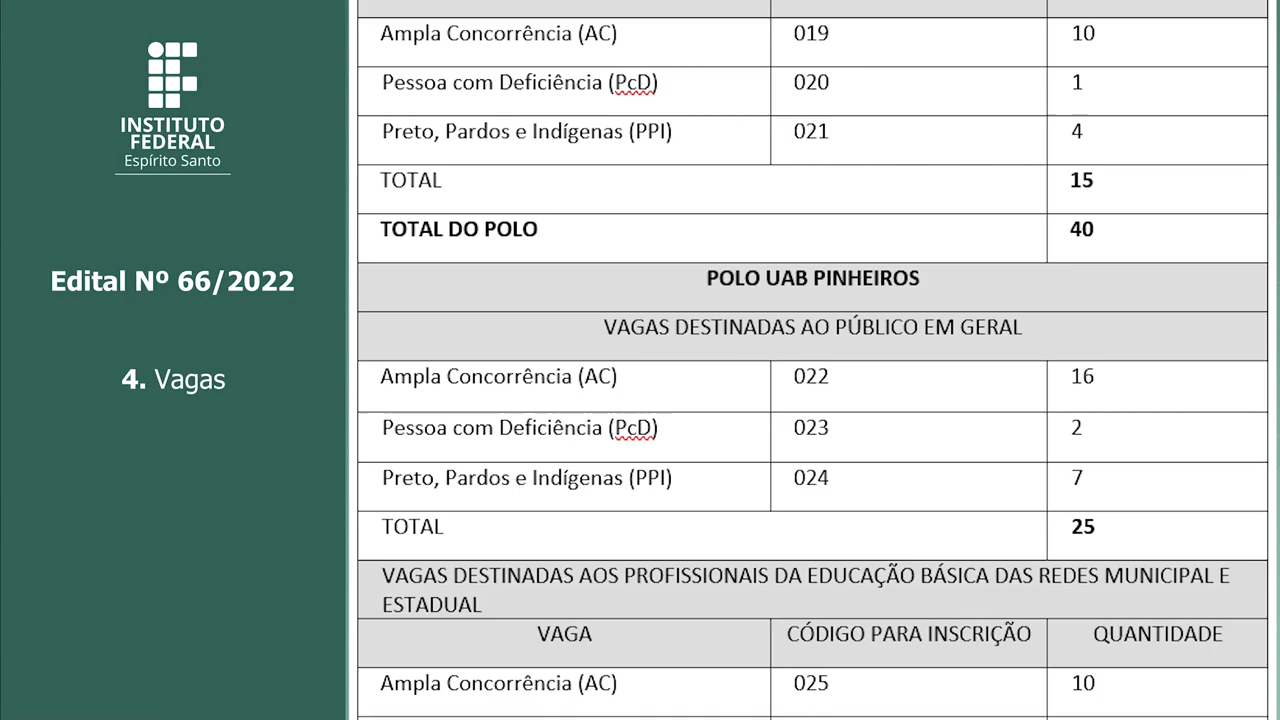 INSTITUTO
FEDERAL
Espírito Santo
Edital Nº 66/2022
4. Vagas
Ampla Concorrência (AC) 019 10
Pessoa com Deficiência (PcD) 020 1
Preto, Pardos e Indígenas (PPI) 021 4
TOTAL 15
TOTAL DO POLO 40
POLO UAB PINHEIROS
VAGAS DESTINADAS AO PÚBLICO EM GERAL
Ampla Concorrência (AC) 022 16
Pessoa com Deficiência (PcD) 023 2
Preto, Pardos e Indígenas (PPI) 024 7
TOTAL 25
VAGAS DESTINADAS AOS PROFISSIONAIS DA EDUCAÇÃO BÁSICA DAS REDES MUNICIPAL E
ESTADUAL
VAGA CÓDIGO PARA INSCRIÇÃO QUANTIDADE
Ampla Concorrência (AC) 025 10